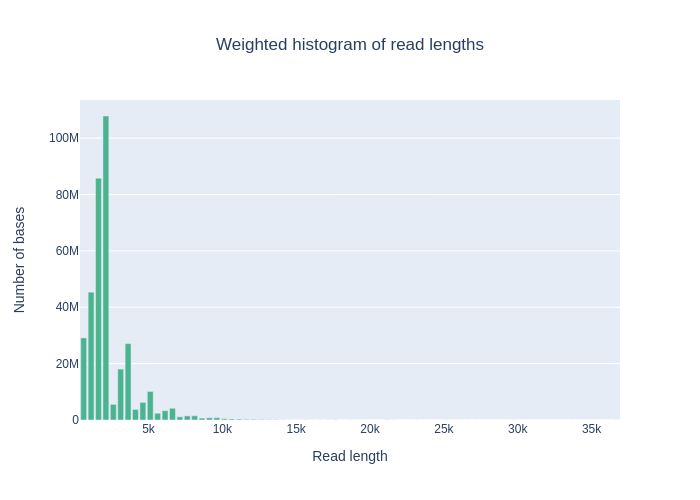 Weighted histogram of read lengths
100M
80M
60M
40M
20M
0
5k
10k
15k
20k
25k
30k
35k
Number of bases
Read length